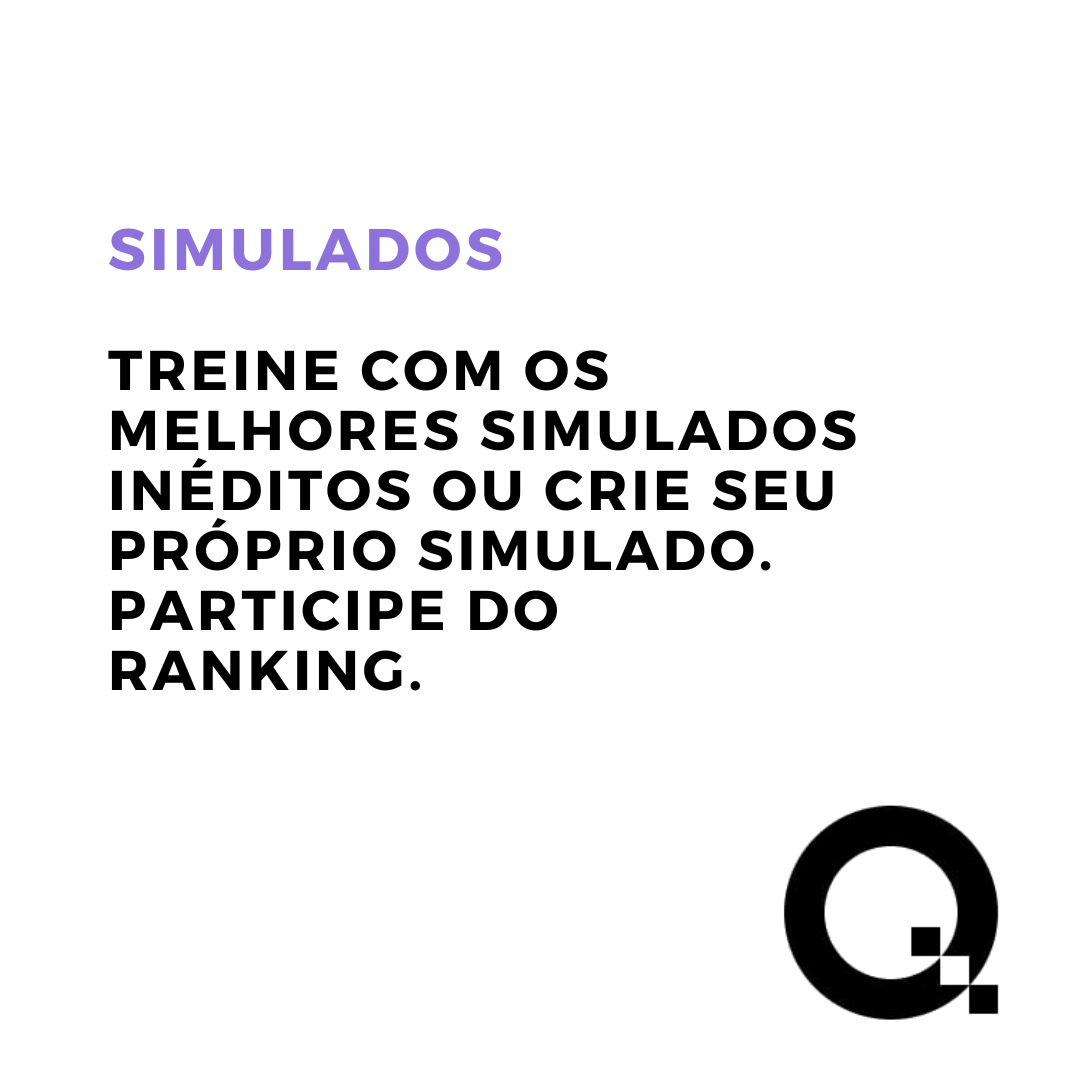 SIMULADOS
TREINE COM OS
MELHORES SIMULADOS
INÉDITOS OU CRIE SEU
PRÓPRIO SIMULADO.
PARTICIPE DO
RANKING.
Q